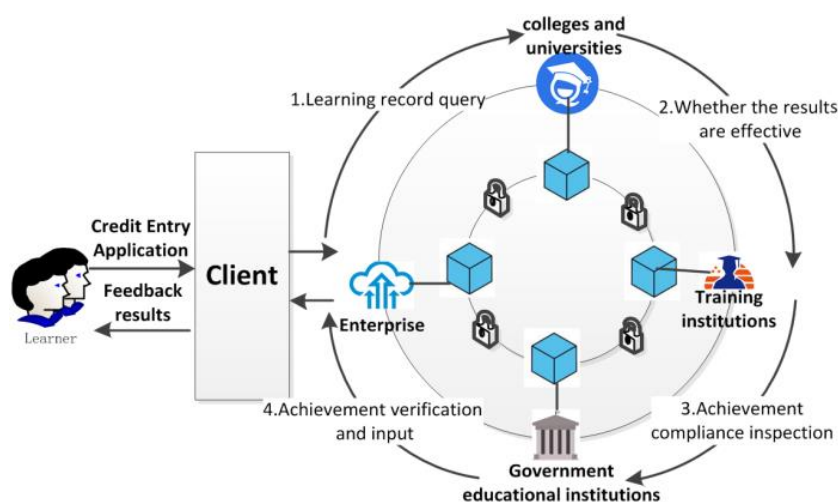 colleges and
universities
1.Learning record query
2.Whether the results
are effective
Credit Entry
Application
Client
Feedback
results
Learner
Enterprise
Training
institutions
4.Achievement verification
and input
3.Achievement
compliance inspection
Government
educational institutions